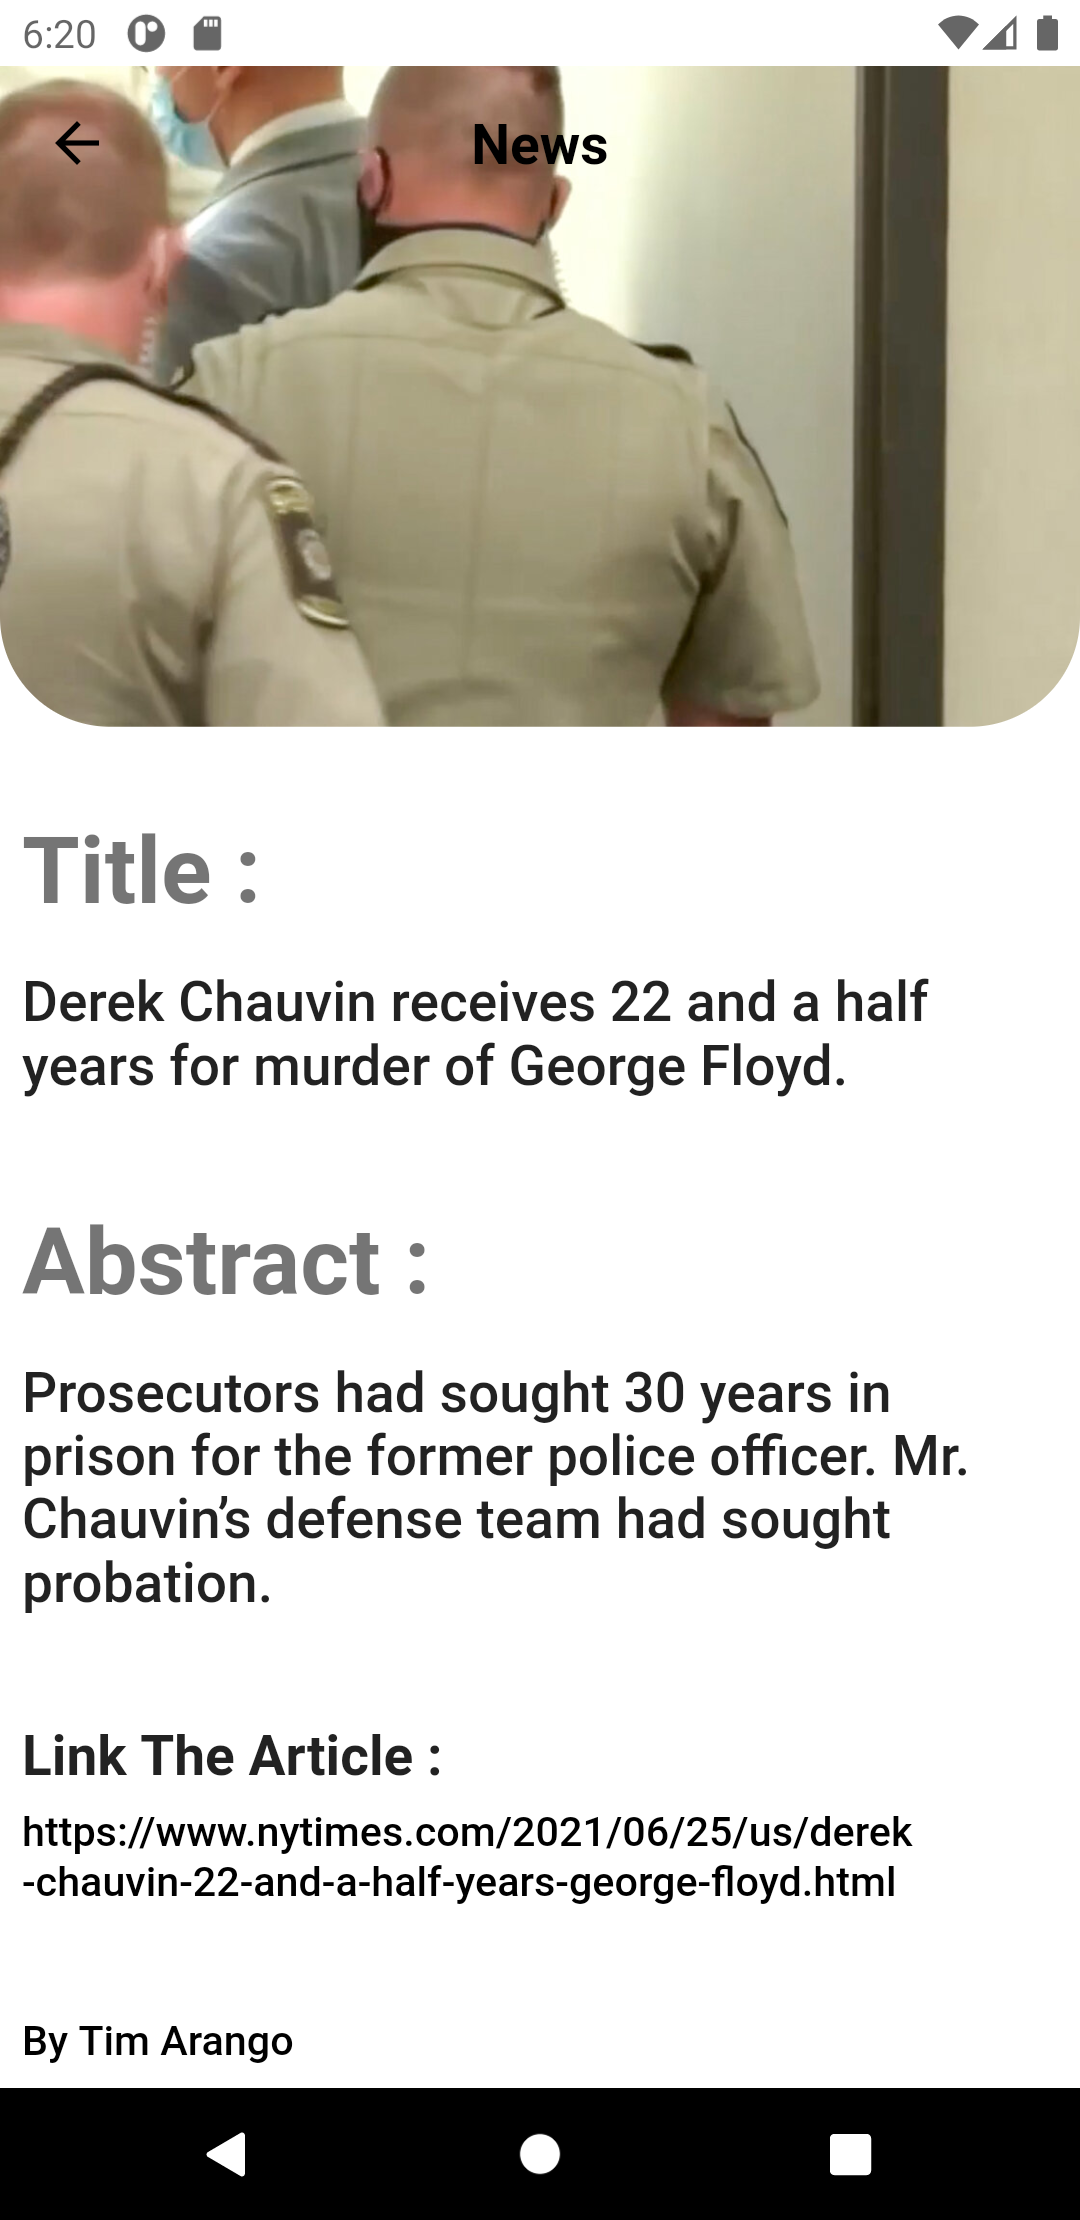 6:20
News
Title :
Derek Chauvin receives 22 and a half
years for murder of George Floyd.
Abstract :
Prosecutors had sought 30 years in
prison for the former police officer. Mr.
Chauvin’s defense team had sought
probation.
Link The Article :
https://www.nytimes.com/2021/06/25/us/derek
-chauvin-22-and-a-half-years-george-floyd.html
By Tim Arango